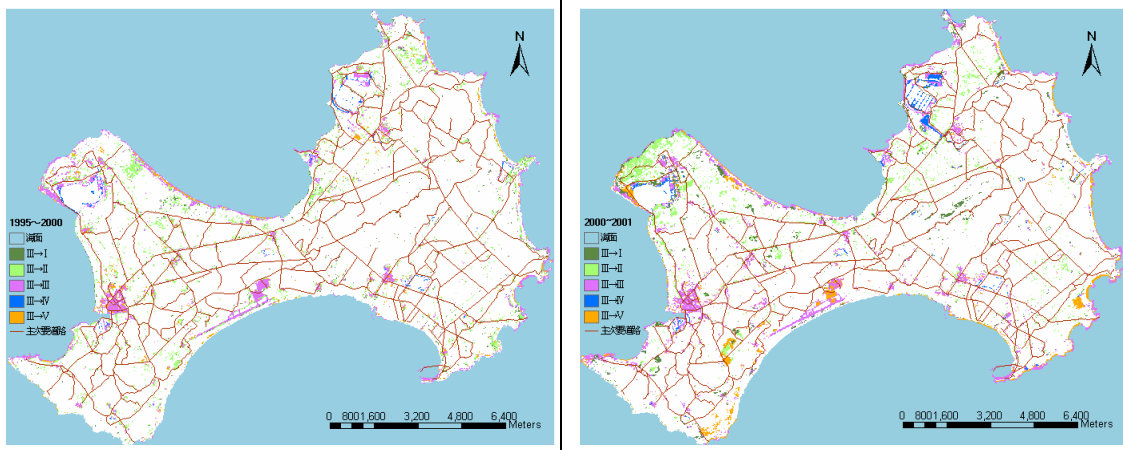 N
1995~2000
海面
III→I
III→II
III→III
III→IV
III→V
主次要道路
0 800 1,600 3,200 4,800 6,400
Meters
N
2000~2001
海面
III→I
III→II
III→III
III→IV
III→V
主次要道路
0 800 1,600 3,200 4,800 6,400
Meters